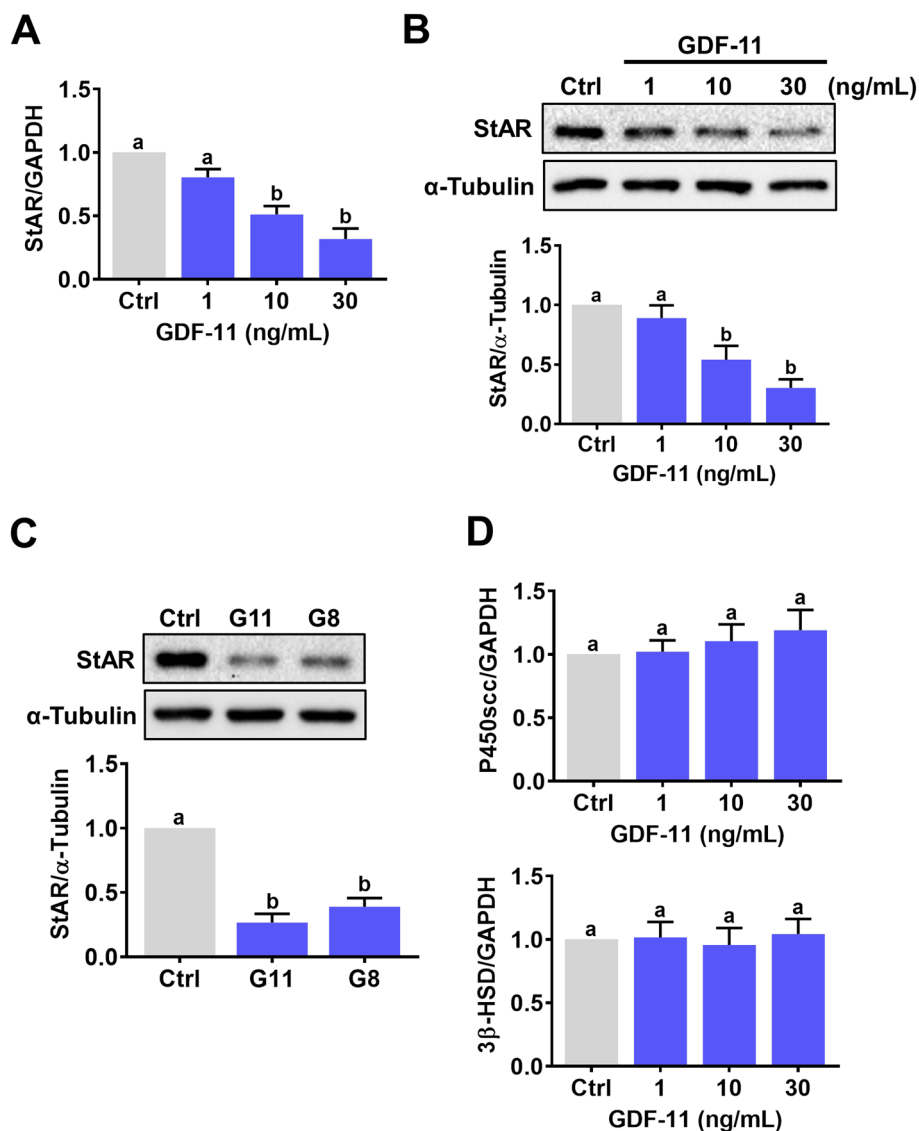 A
StAR/GAPDH
1.5
1.0
0.5
0.0
a
a
b
b
Ctrl 1 10 30
GDF-11 (ng/mL)
B
GDF-11
Ctrl 1 10 30 (ng/mL)
StAR
α-Tubulin
StAR/α-Tubulin
1.5
1.0
0.5
0.0
a
a
b
b
Ctrl 1 10 30
GDF-11 (ng/mL)
C
Ctrl G11 G8
StAR
α-Tubulin
StAR/α-Tubulin
1.5
1.0
0.5
0.0
a
b
b
Ctrl G11 G8
D
P450scc/GAPDH
1.5
1.0
0.5
0.0
a
a
a
a
Ctrl 1 10 30
GDF-11 (ng/mL)
3β-HSD/GAPDH
1.5
1.0
0.5
0.0
a
a
a
a
Ctrl 1 10 30
GDF-11 (ng/mL)